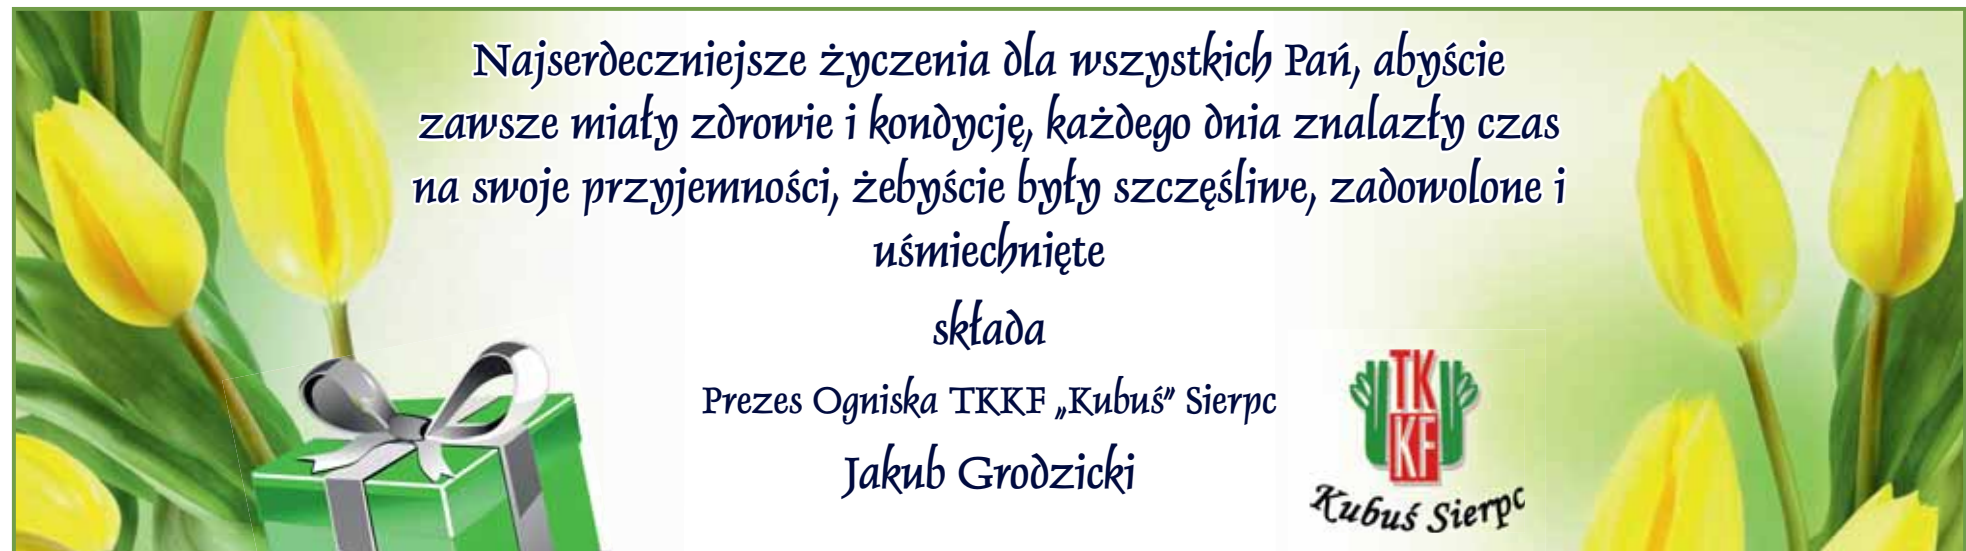 Najserdeczniejsze życzenia dla wszystkich Pań, abyście
zawsze miały zdrowie i kondycję, każdego dnia znalazły czas
na swoje przyjemności, żebyście były szczęśliwe, zadowolone i
uśmiechnięte
składa
Prezes Ogniska TKKF „Kubuś” Sierpc
Jakub Grodzicki
TK
KF
Kubuś Sierpc